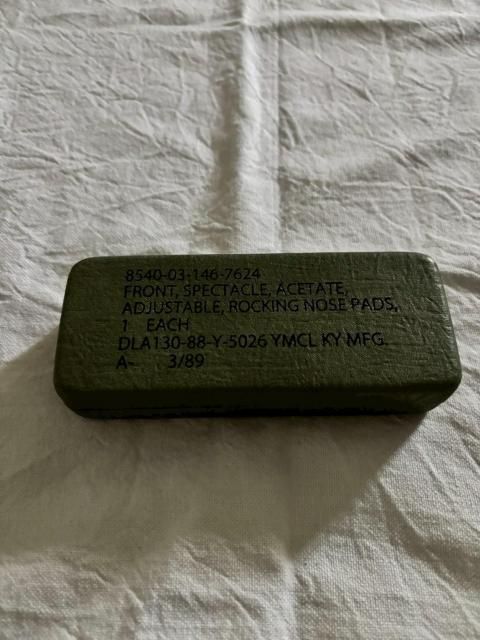 8540-03-146-7624
FRONT, SPECTACLE, ACETATE,
ADJUSTABLE, ROCKING NOSE PADS,
1 EACH
DLA130-88-Y-5026 YMCL KY MFG.
A- 3/89